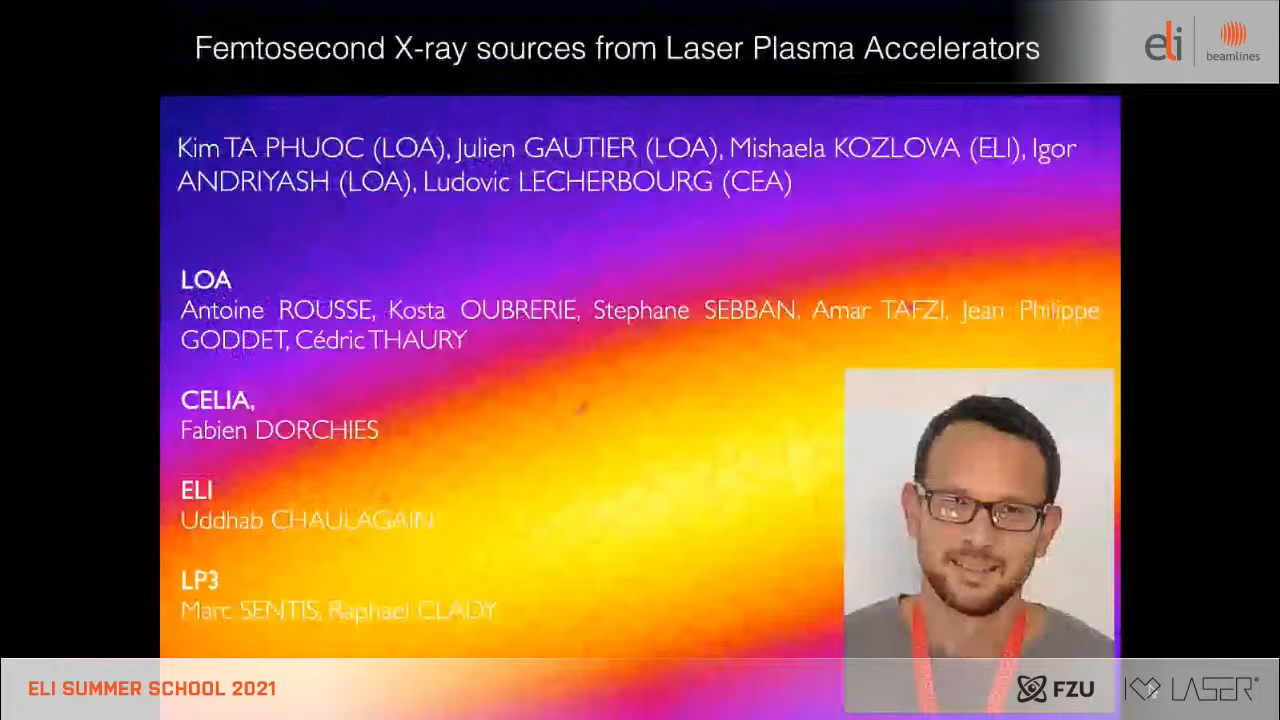 Femtosecond X-ray sources from Laser Plasma Accelerators
eli
beamlines
Kim TA PHUOC (LOA), Julien GAUTIER (LOA), Mishaela KOZLOVA (ELI), Igor
ANDRIYASH (LOA), Ludovic LECHERBOURG (CEA)
LOA
Antoine ROUSSE, Kosta OUBRERIE, Stephane SEBBAN, Amar TAFZI, Jean Philippe
GODDET, Cédric THAURY
CELIA,
Fabien DORCHIES
ELI
Uddhab CHAULAGAIN
LP3
Marc SENTIS, Raphael CLADY
ELI SUMMER SCHOOL 2021
FZU
LASER